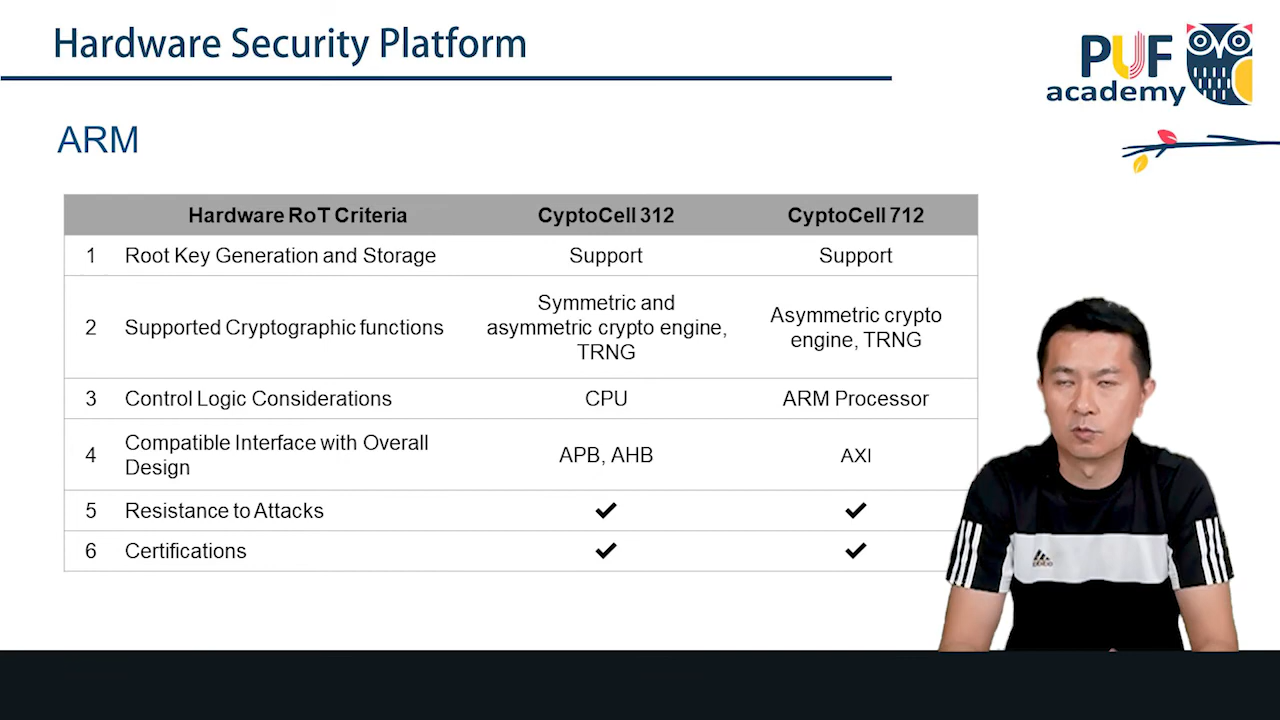 Hardware Security Platform
PUF
academy
ARM
Hardware RoT Criteria CyptoCell 312 CyptoCell 712
1 Root Key Generation and Storage Support Support
2 Supported Cryptographic functions Symmetric and asymmetric crypto engine, TRNG Asymmetric crypto engine, TRNG
3 Control Logic Considerations CPU ARM Processor
4 Compatible Interface with Overall Design APB, AHB AXI
5 Resistance to Attacks ✔ ✔
6 Certifications ✔ ✔